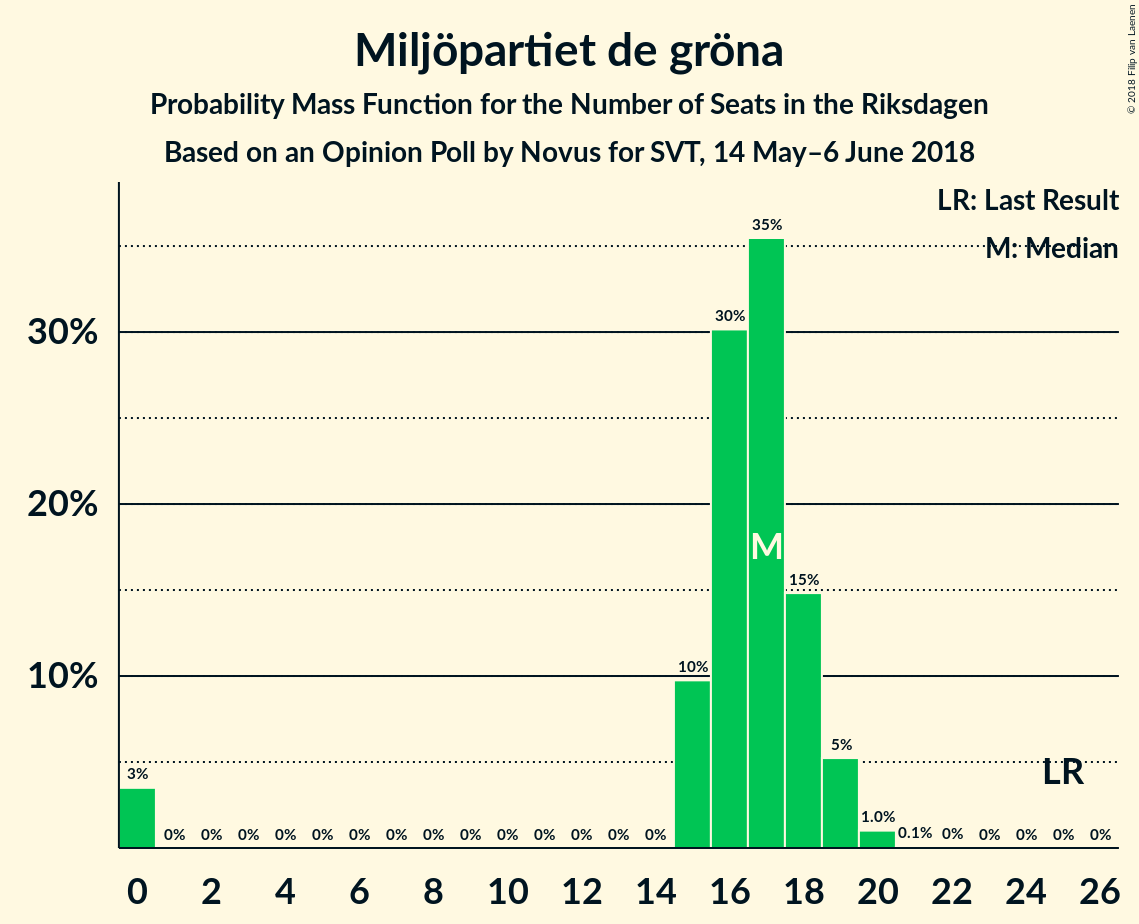 Miljöpartiet de gröna
Probability Mass Function for the Number of Seats in the Riksdagen
Based on an Opinion Poll by Novus for SVT, 14 May–6 June 2018
© 2018 Filip van Laenen
LR: Last Result
M: Median
35%
30%
30%
20%
M
15%
10%
10%
5%
LR
3%
1.0%
0% 0% 0% 0% 0% 0% 0% 0% 0% 0% 0% 0% 0% 0% 0.1% 0% 0% 0% 0% 0%
0 2 4 6 8 10 12 14 16 18 20 22 24 26